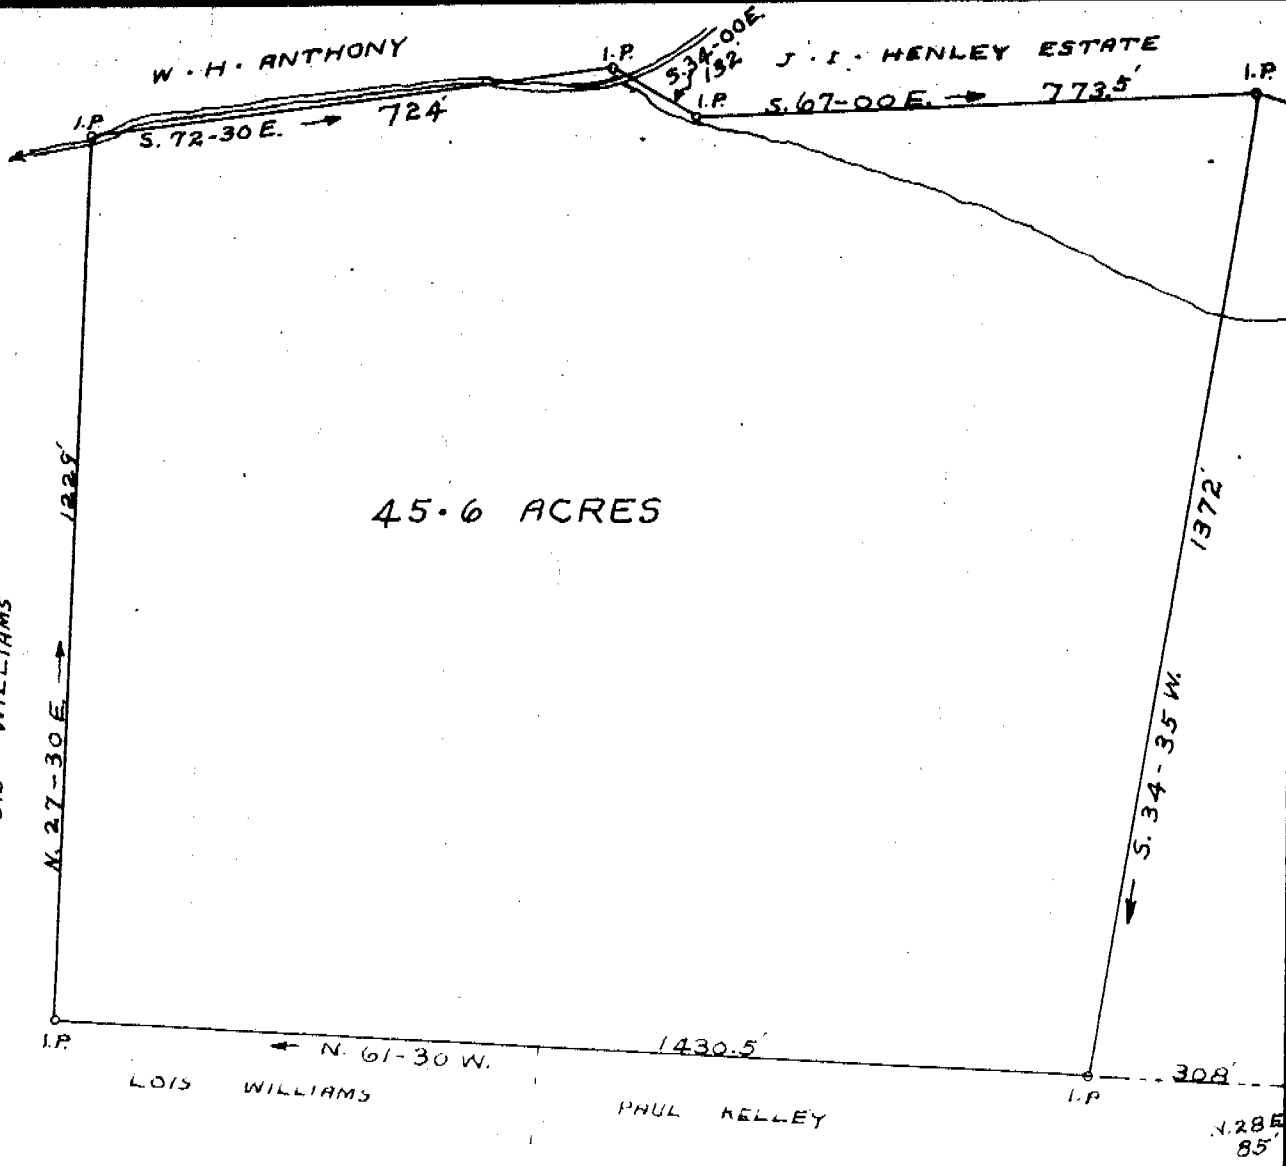 W. H. ANTHONY
J. I. HENLEY ESTATE
S. 34-00 E.
132'
I.P.
I.P.
I.P.
I.P.
S. 72-30 E.
724'
S. 67-00 E.
773.5'
1229'
N. 27-30 E.
WILLIAMS
45.6 ACRES
1372'
S. 34-35 W.
I.P.
N. 61-30 W.
1430.5'
I.P.
308'
LOIS WILLIAMS
PAUL KELLEY
N. 28 E
85'